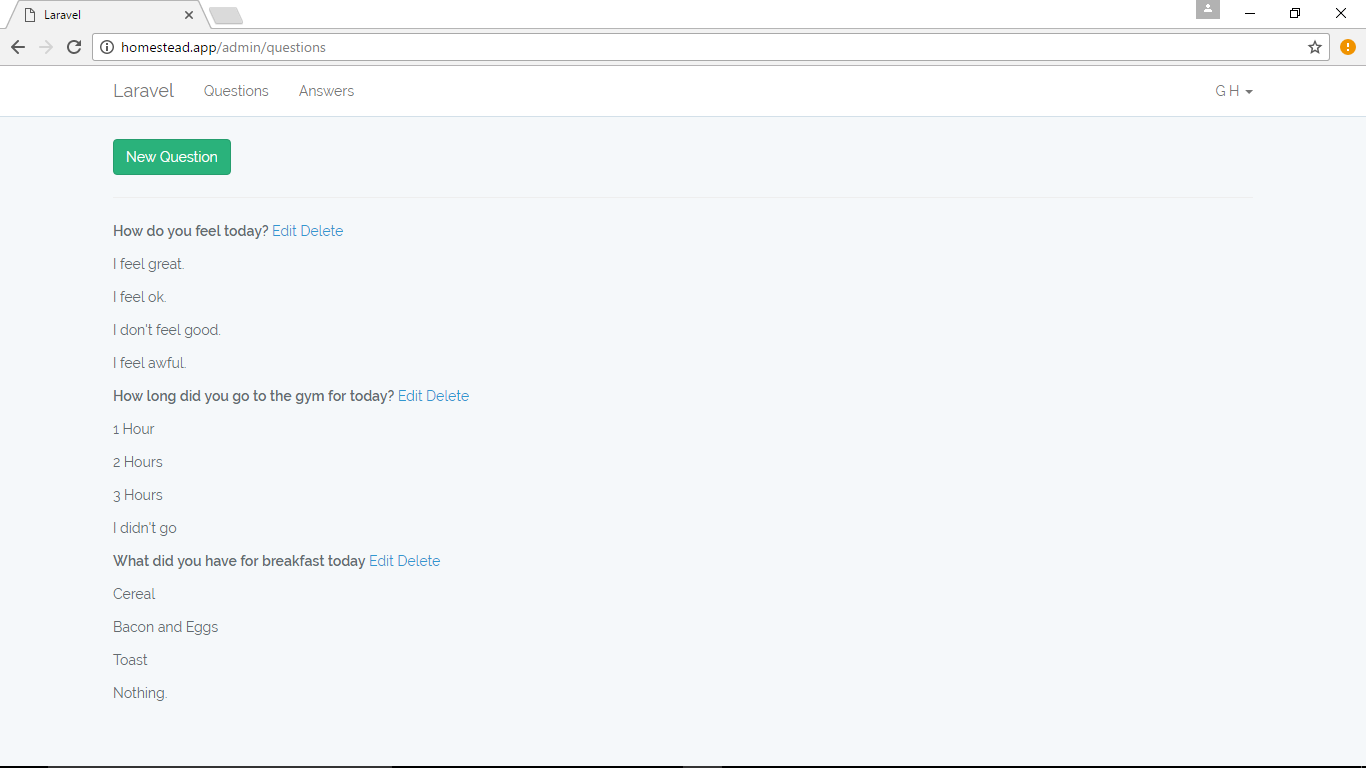 Laravel
homestead.app/admin/questions
Laravel Questions Answers G H
New Question
How do you feel today? Edit Delete
I feel great.
I feel ok.
I don't feel good.
I feel awful.
How long did you go to the gym for today? Edit Delete
1 Hour
2 Hours
3 Hours
I didn't go
What did you have for breakfast today Edit Delete
Cereal
Bacon and Eggs
Toast
Nothing.